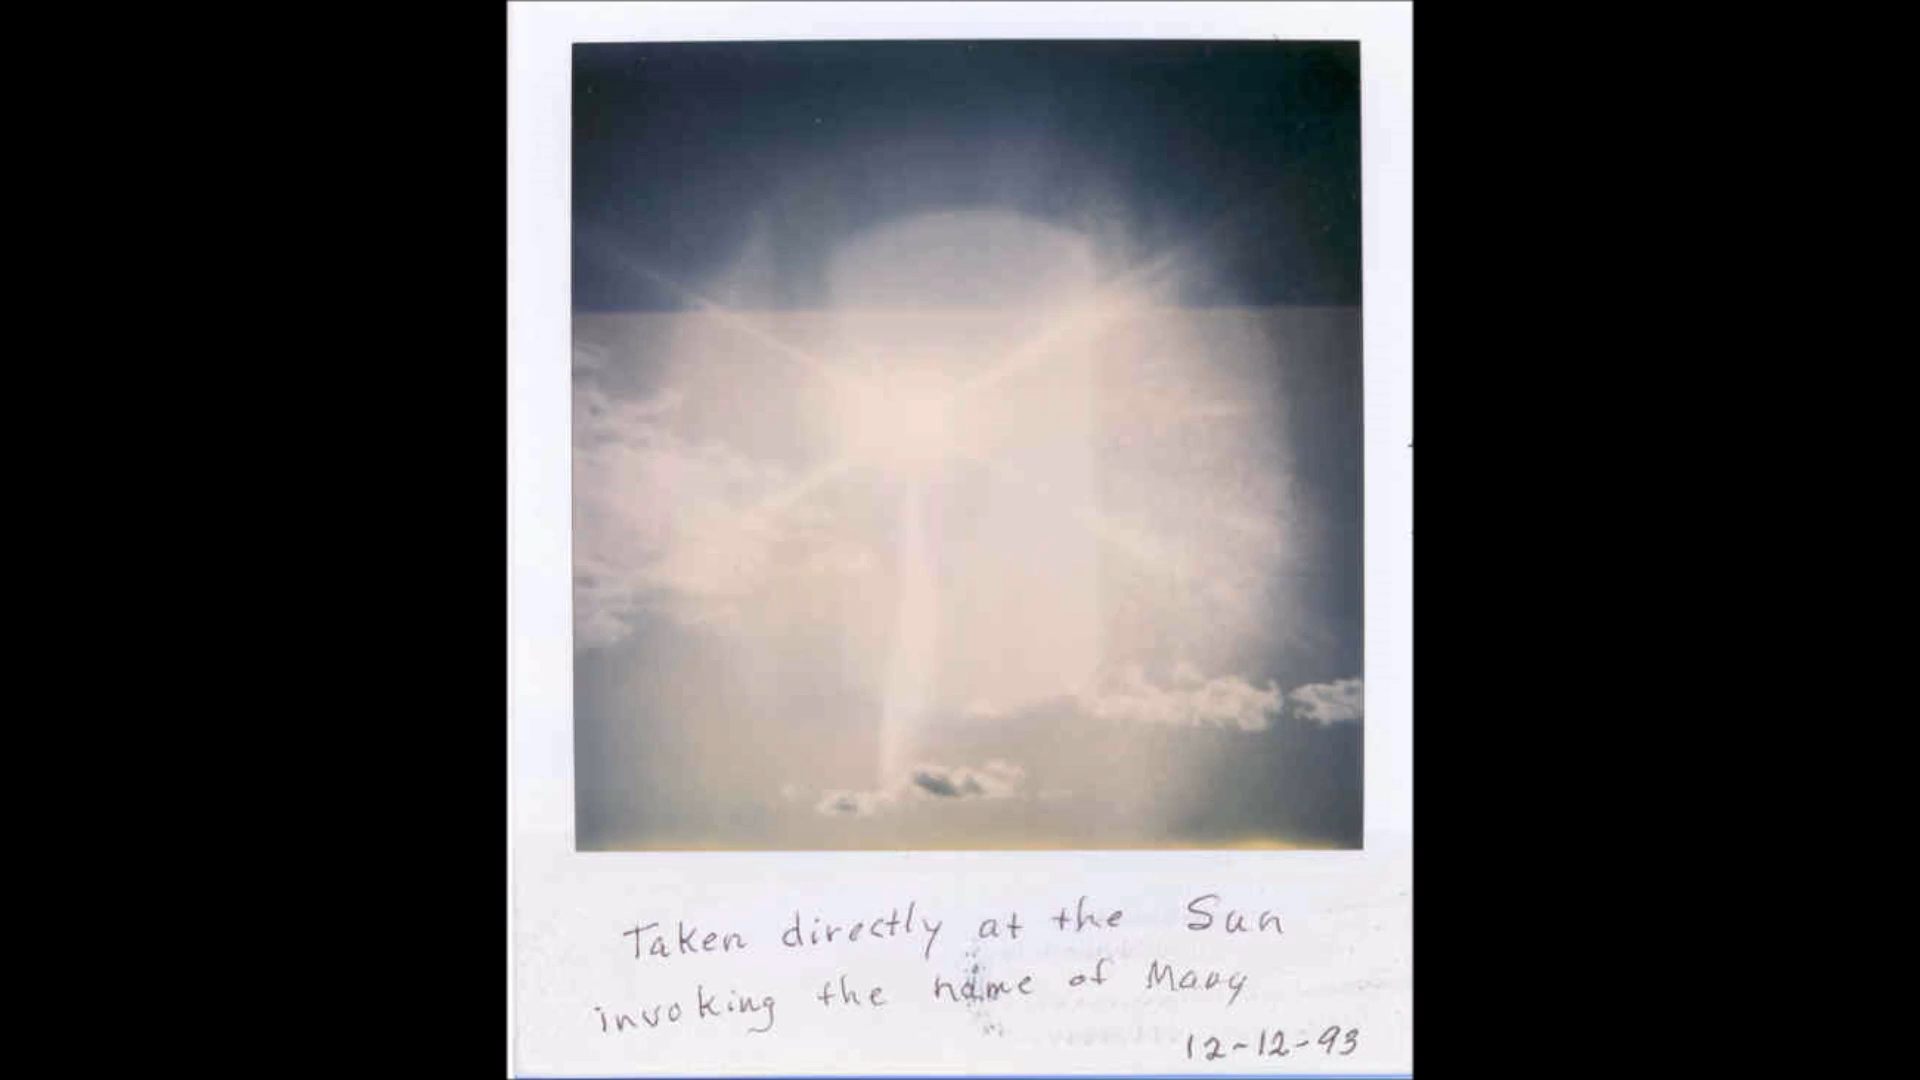 Taken directly at the Sun
invoking the name of Mary
12-12-93